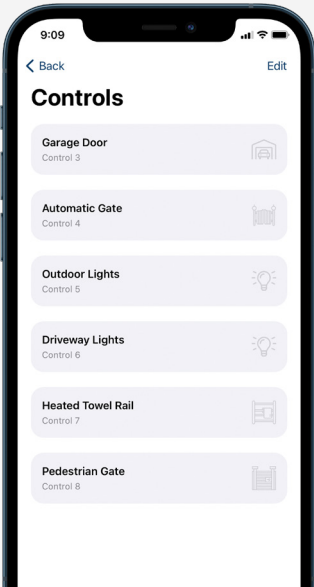 9:09
Back
Edit
Controls
Garage Door
Control 3
Automatic Gate
Control 4
Outdoor Lights
Control 5
Driveway Lights
Control 6
Heated Towel Rail
Control 7
Pedestrian Gate
Control 8